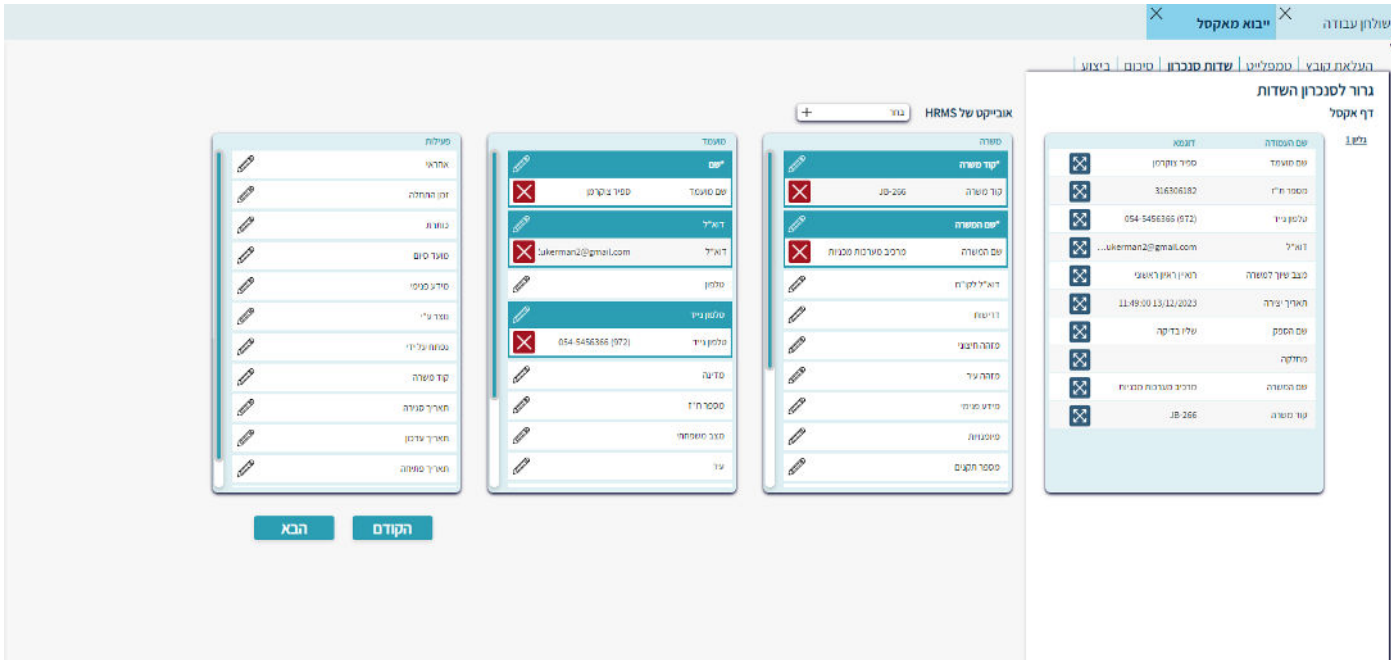 שולחן עבודה
ייבוא מאקסל
העלאת קובץ | טמפלייט | שדות סנכרון | סיכום | ביצוע |
גרור לסנכרון השדות
דף אקסל
גליון 1
שם העמודה דוגמא
שם מועמד ספיר צוקרמן
מספר ת"ז 316306182
טלפון נייד 054-5456366 (972)
דוא"ל ...ukerman2@gmail.com
מצב שיוך למשרה רואיין ראיון ראשוני
תאריך יצירה 11:49:00 13/12/2023
שם הספק שליו בדיקה
מחלקה
שם המשרה מרכיב מערכות מכניות
קוד משרה JB-266
אובייקט של HRMS בחר +
משרה
*קוד משרה
קוד משרה JB-266
*שם המשרה
שם המשרה מרכיב מערכות מכניות
דוא"ל לקו"ח
דרישות
מזהה חיצוני
מזהה עיר
מידע פנימי
מיומנויות
מספר תקנים
מועמד
*שם
שם מועמד ספיר צוקרמן
דוא"ל
דוא"ל ukerman2@gmail.com
טלפון
טלפון נייד
טלפון נייד 054-5456366 (972)
מדינה
מספר ת"ז
מצב משפחתי
עיר
פעילות
אחראי
זמן התחלה
כותרת
מועד סיום
מידע פנימי
נוצר ע"י
נפתח על ידי
קוד משרה
תאריך סגירה
תאריך עדכון
תאריך פתיחה
הקודם
הבא